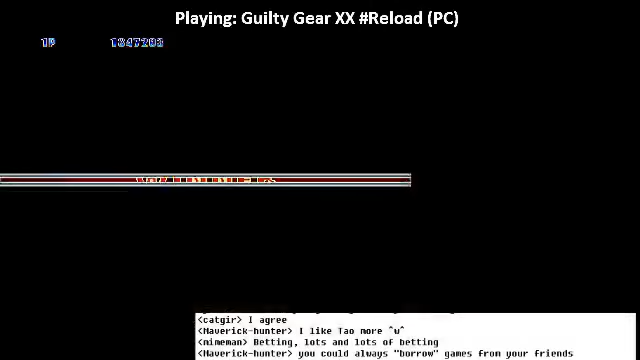 Playing: Guilty Gear XX #Reload (PC)
1P 1847203
<catgir> I agree
<Maverick-hunter> I like Tao more ^u^
<mimeman> Betting, lots and lots of betting
<Maverick-hunter> you could always "borrow" games from your friends